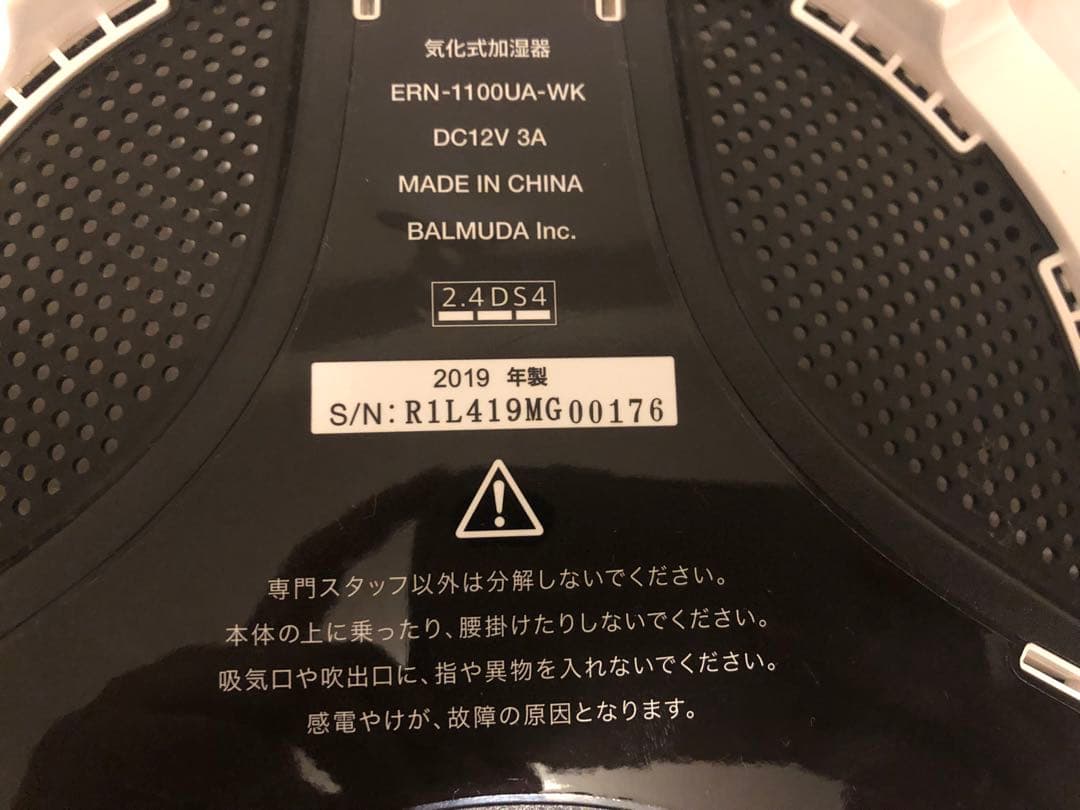 気化式加湿器
ERN-1100UA-WK
DC12V 3A
MADE IN CHINA
BALMUDA Inc.
2.4DS4
2019 年製
S/N: R1L419MG00176
専門スタッフ以外は分解しないでください。
本体の上に乗ったり、腰掛けたりしないでください。
吸気口や吹出口に、指や異物を入れないでください。
感電やけが、故障の原因となります。